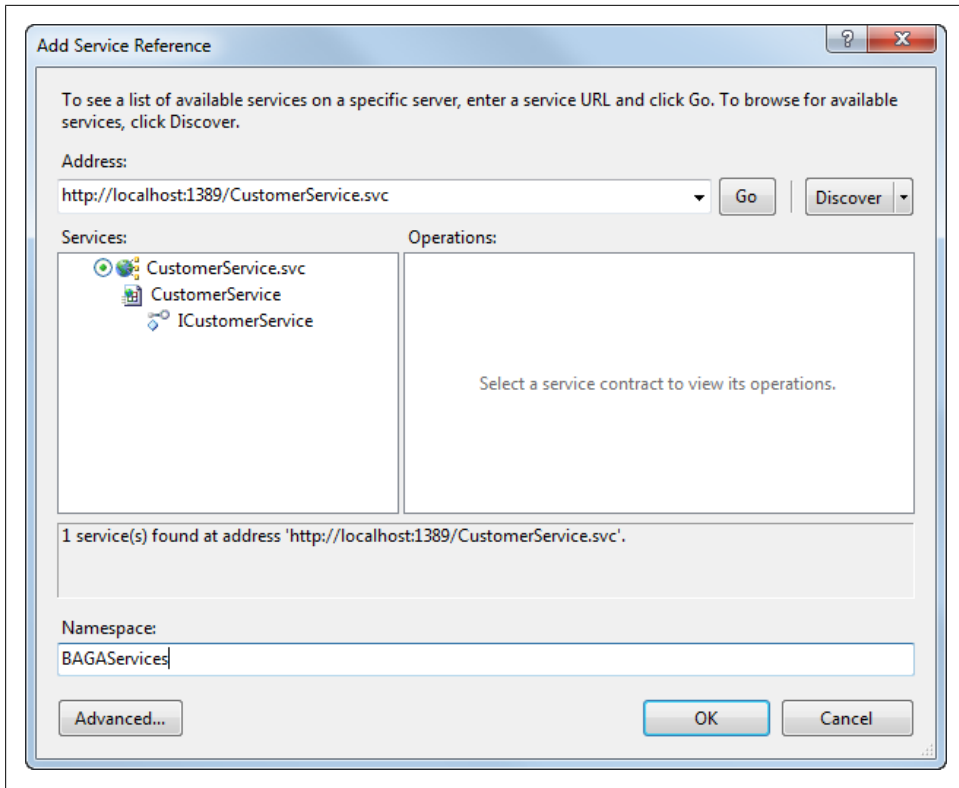 Add Service Reference
To see a list of available services on a specific server, enter a service URL and click Go. To browse for available
services, click Discover.
Address:
http://localhost:1389/CustomerService.svc
Go
Discover
Services:
Operations:
CustomerService.svc
CustomerService
ICustomerService
Select a service contract to view its operations.
1 service(s) found at address 'http://localhost:1389/CustomerService.svc'.
Namespace:
BAGAServices
Advanced...
OK
Cancel